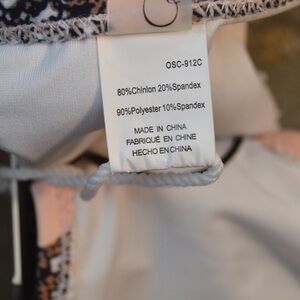 OSC-912C
80%Chinlon 20%Spandex
90%Polyester 10%Spandex
MADE IN CHINA
FABRIQUÉ EN CHINE
HECHO EN CHINA